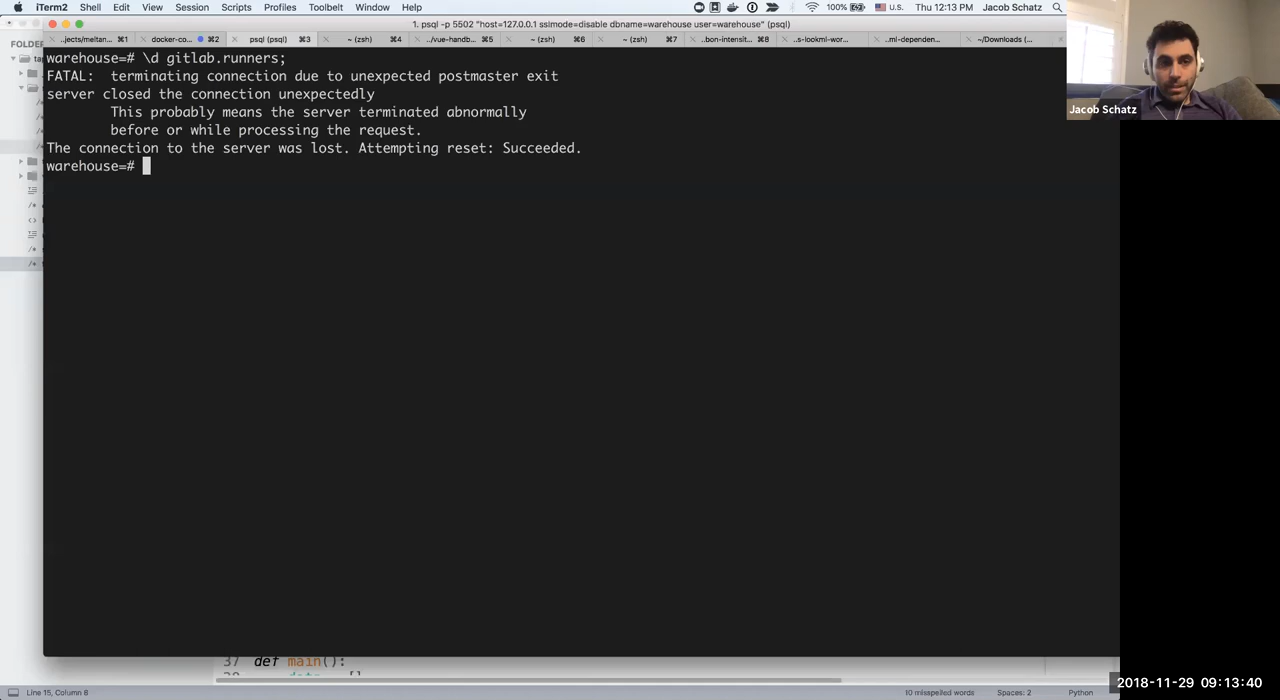 iTerm2 Shell Edit View Session Scripts Profiles Toolbelt Window Help 100% U.S. Thu 12:13 PM Jacob Schatz
1. psql -p 5502 "host=127.0.0.1 sslmode=disable dbname=warehouse user=warehouse" (psql)
..jects/meltan... ⌘1 docker-co... ⌘2 psql (psql) ⌘3 ~ (zsh) ⌘4 ../vue-handb... ⌘5 ~ (zsh) ⌘6 ~ (zsh) ⌘7 ..bon-intensit... ⌘8 ..s-lookml-wor... ..ml-dependen... ~/Downloads (...
FOLDER
warehouse=# \d gitlab.runners;
FATAL:  terminating connection due to unexpected postmaster exit
server closed the connection unexpectedly
        This probably means the server terminated abnormally
        before or while processing the request.
The connection to the server was lost. Attempting reset: Succeeded.
warehouse=#
Jacob Schatz
37 def main():
Line 15, Column 8 10 misspelled words Spaces: 2 Python
2018-11-29 09:13:40